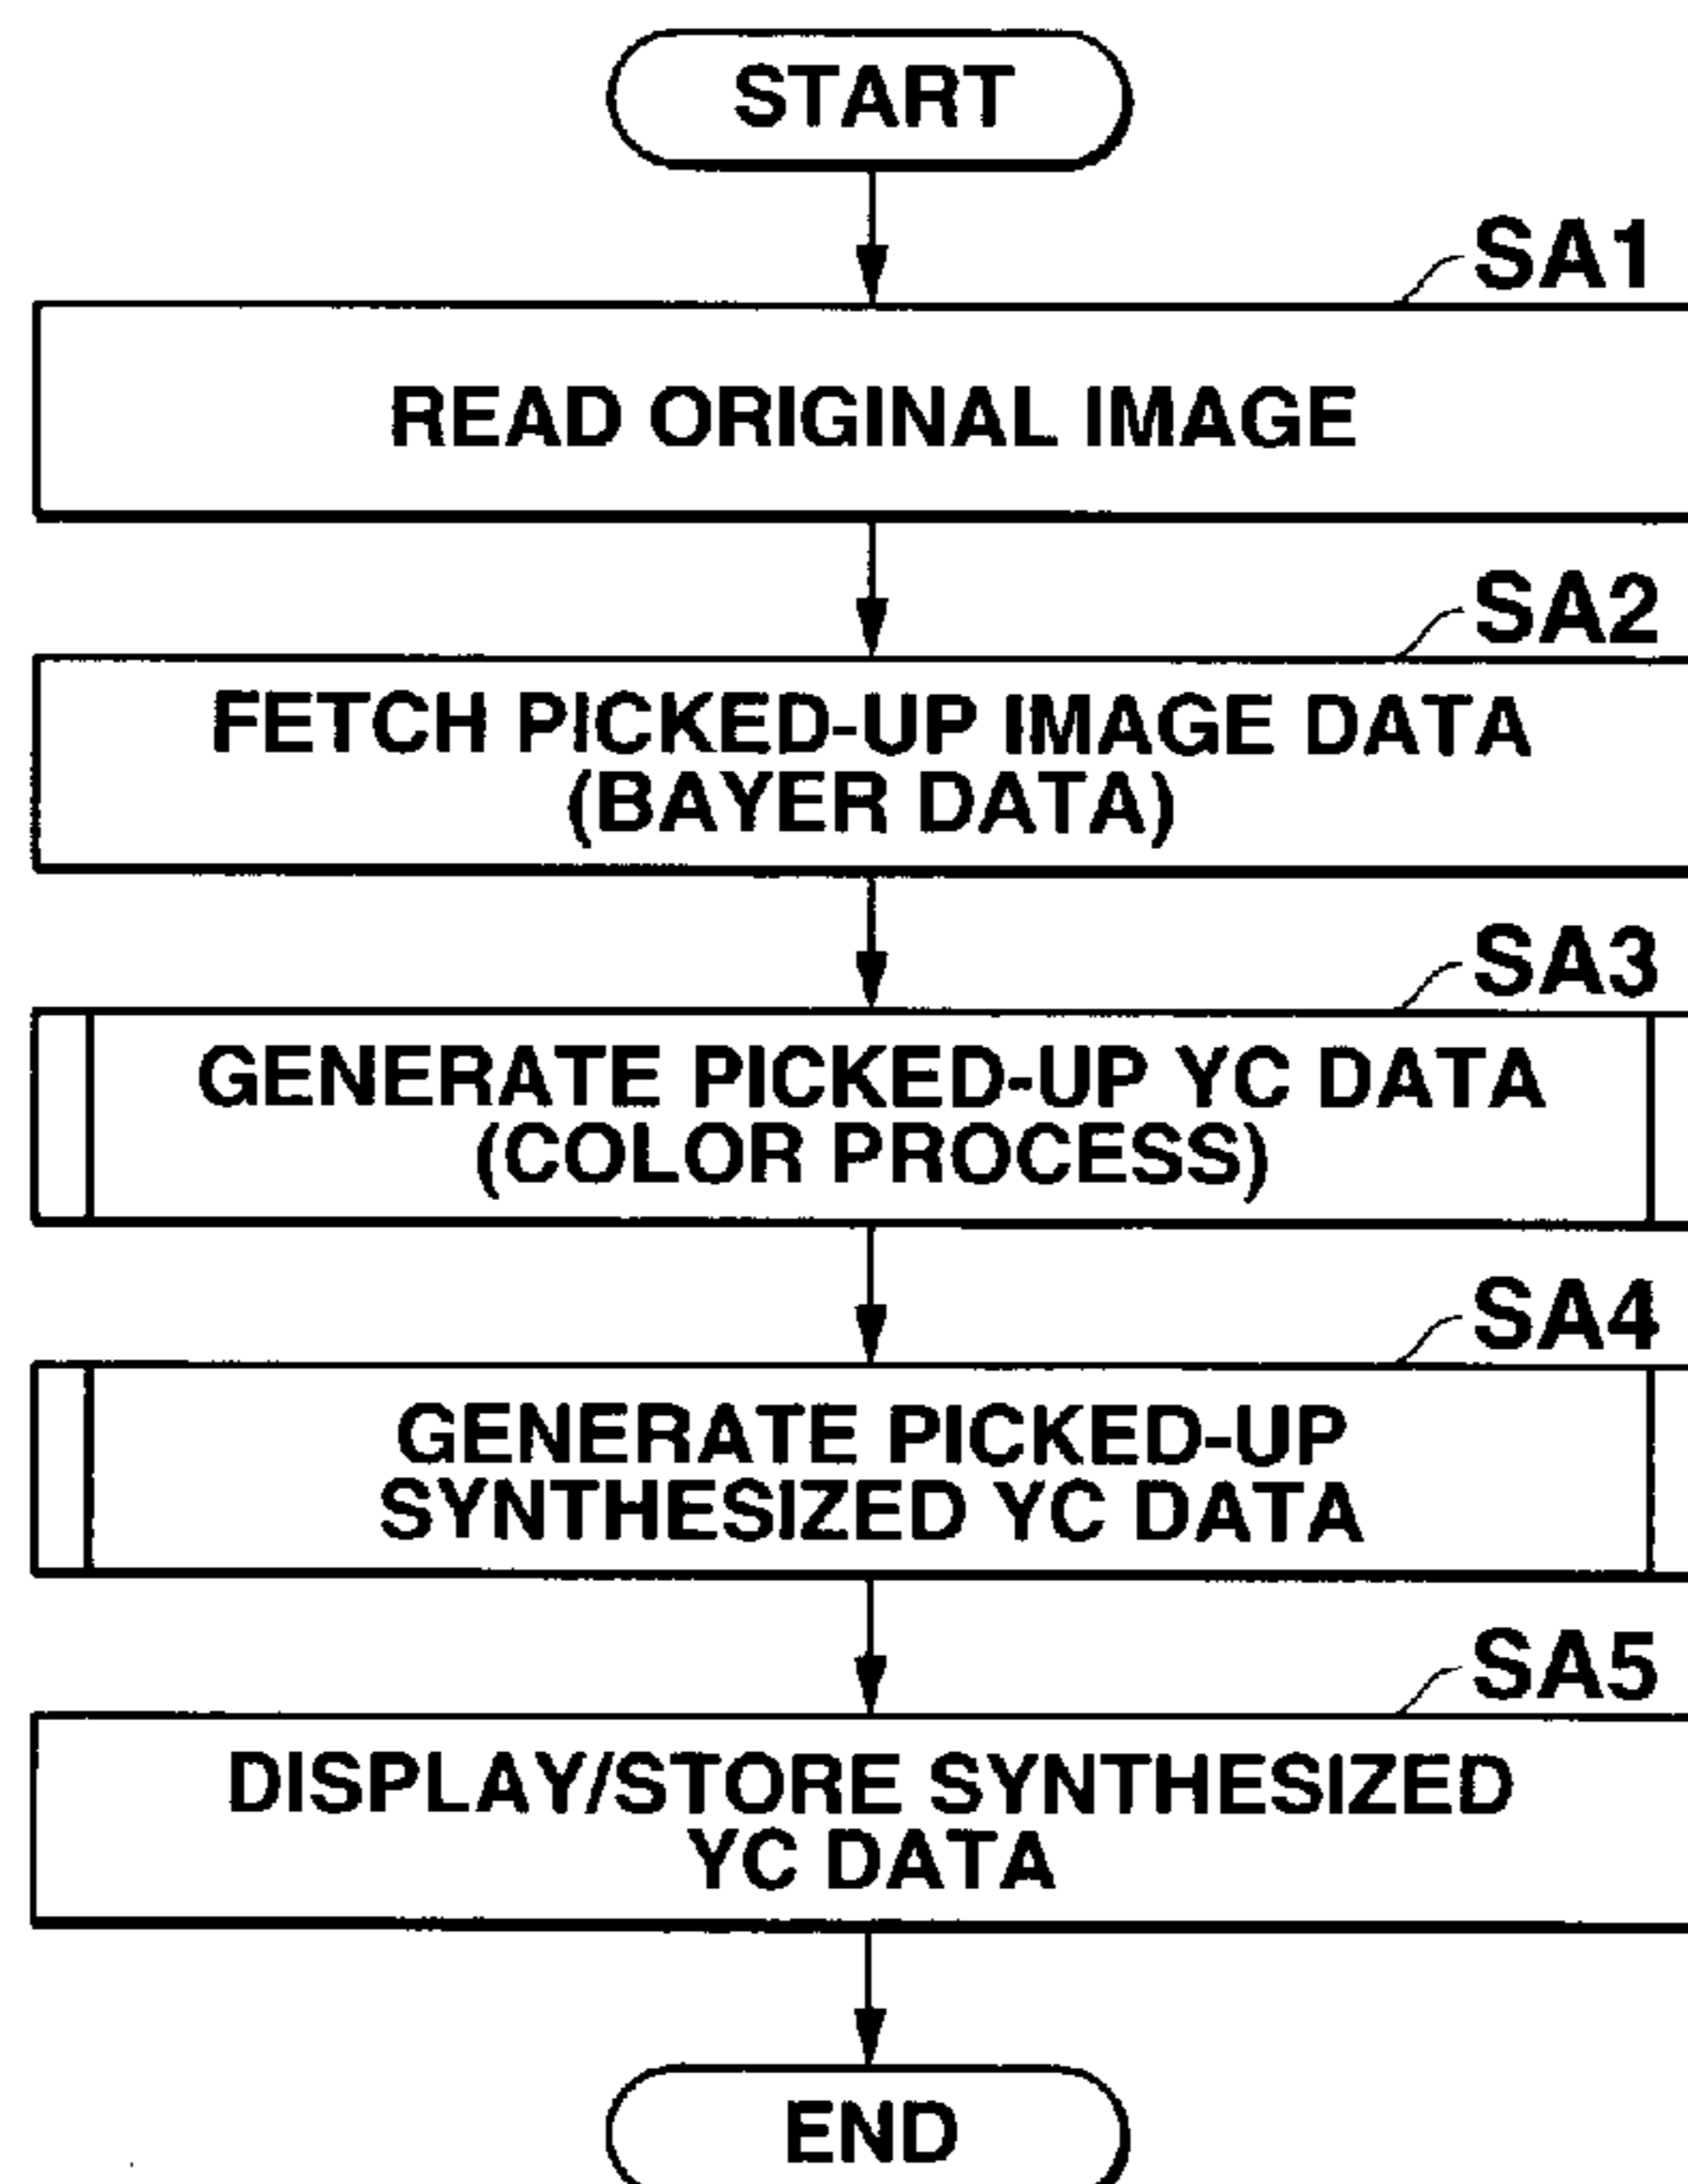 START
SA1
READ ORIGINAL IMAGE
SA2
FETCH PICKED-UP IMAGE DATA
(BAYER DATA)
SA3
GENERATE PICKED-UP YC DATA
(COLOR PROCESS)
SA4
GENERATE PICKED-UP
SYNTHESIZED YC DATA
SA5
DISPLAY/STORE SYNTHESIZED
YC DATA
END